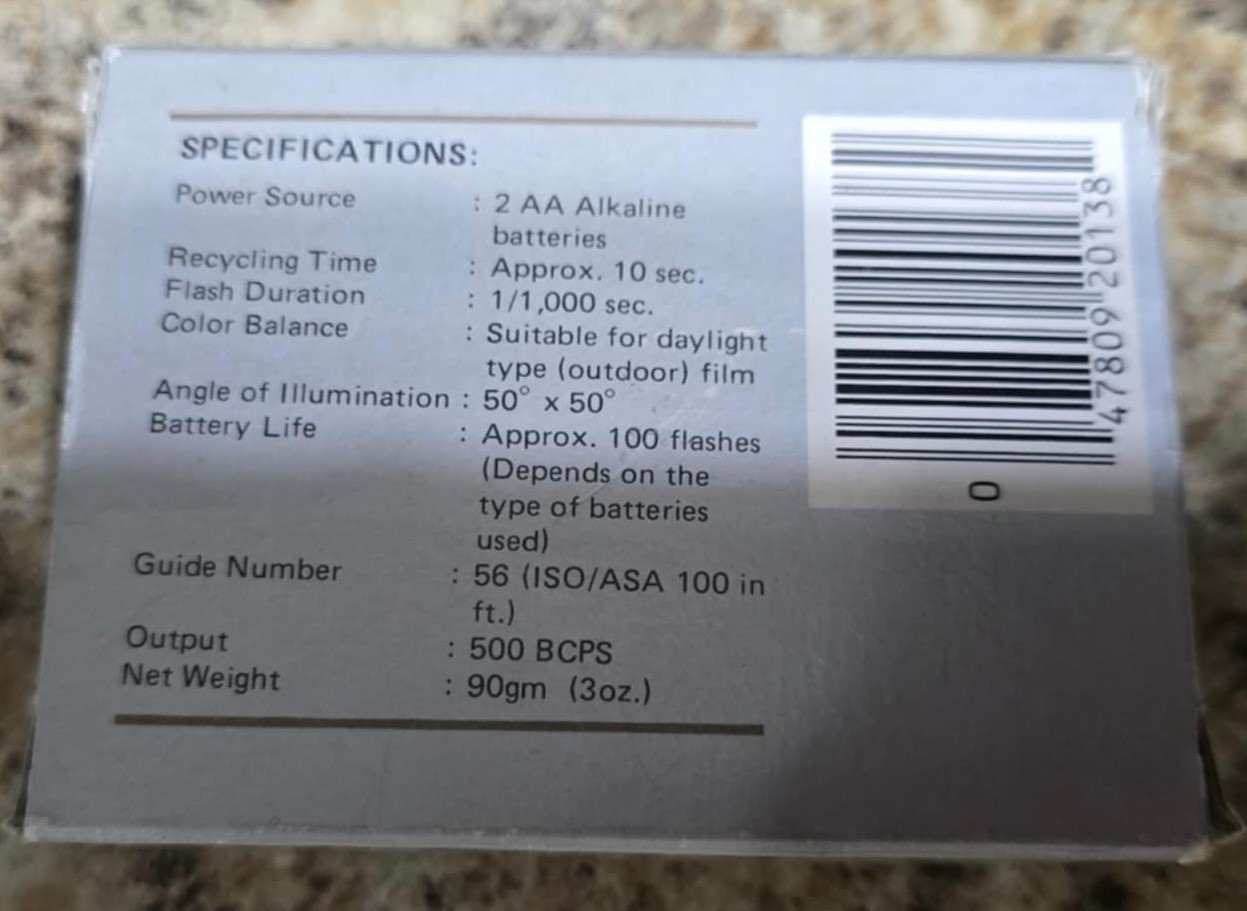 SPECIFICATIONS:
Power Source : 2 AA Alkaline
batteries
Recycling Time : Approx. 10 sec.
Flash Duration : 1/1,000 sec.
Color Balance : Suitable for daylight
type (outdoor) film
Angle of Illumination : 50° x 50°
Battery Life : Approx. 100 flashes
(Depends on the
type of batteries
used)
Guide Number : 56 (ISO/ASA 100 in
ft.)
Output : 500 BCPS
Net Weight : 90gm (3oz.)
0 47809 20138